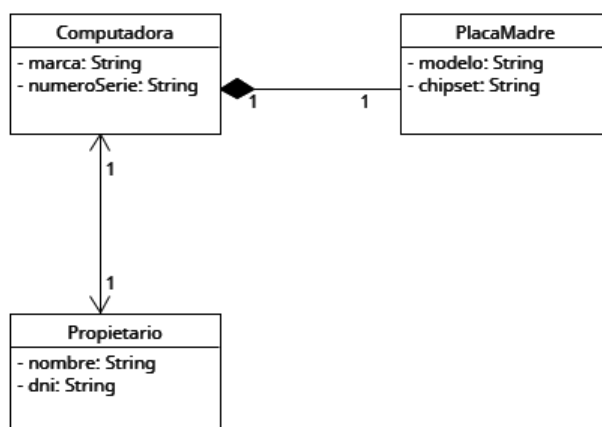 Computadora
- marca: String
- numeroSerie: String
PlacaMadre
- modelo: String
- chipset: String
1
1
1
1
Propietario
- nombre: String
- dni: String